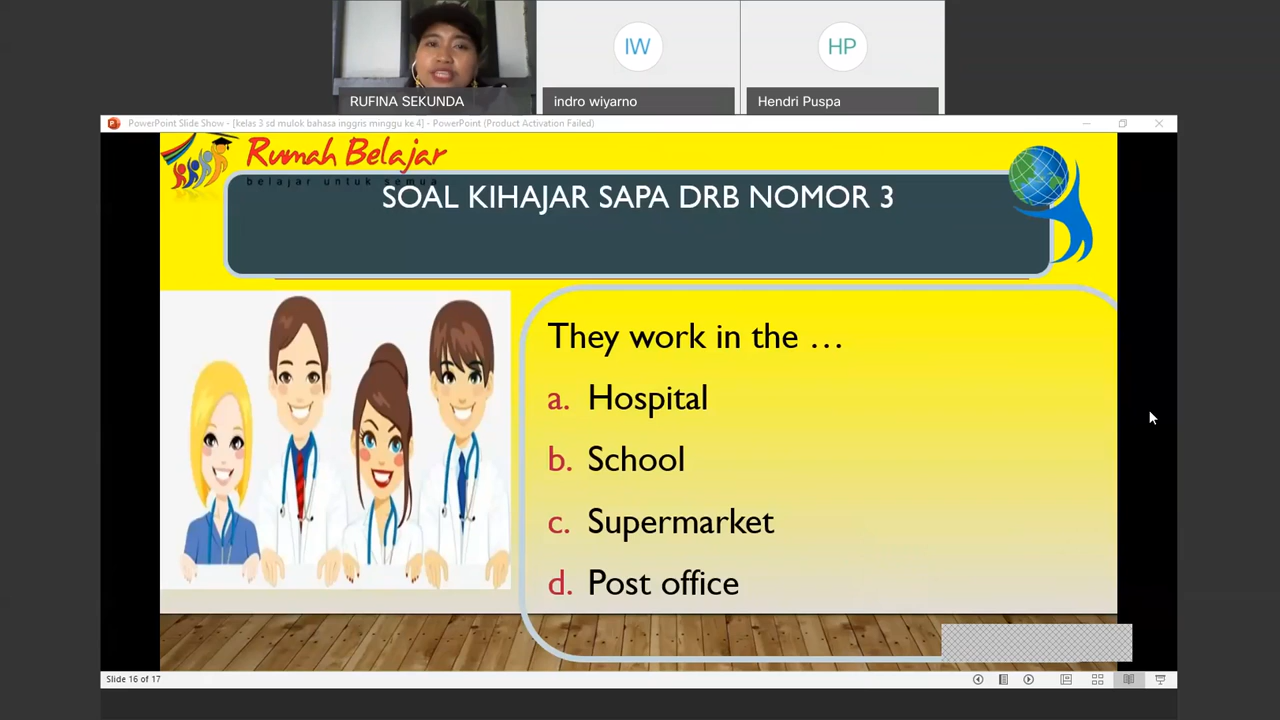 IW
HP
RUFINA SEKUNDA
indro wiyarno
Hendri Puspa
PowerPoint Slide Show - [kelas 3 sd mulok bahasa inggris minggu ke 4] - PowerPoint (Product Activation Failed)
Rumah Belajar
belajar untuk semua
SOAL KIHAJAR SAPA DRB NOMOR 3
They work in the …
a. Hospital
b. School
c. Supermarket
d. Post office
Slide 16 of 17